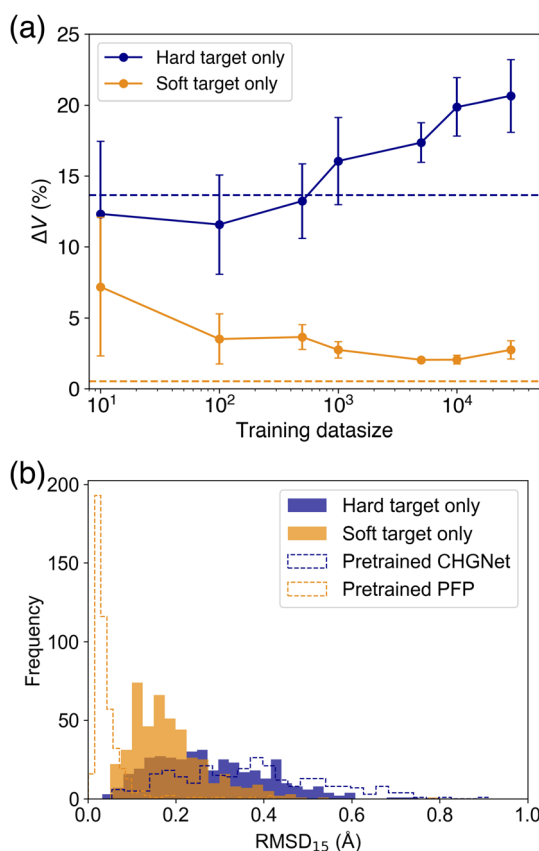 (a)
25
20
15
10
5
0
ΔV (%)
Hard target only
Soft target only
10¹ 10² 10³ 10⁴
Training datasize
(b)
200
150
100
50
0
Frequency
Hard target only
Soft target only
Pretrained CHGNet
Pretrained PFP
0.0 0.2 0.4 0.6 0.8 1.0
RMSD₁₅ (Å)